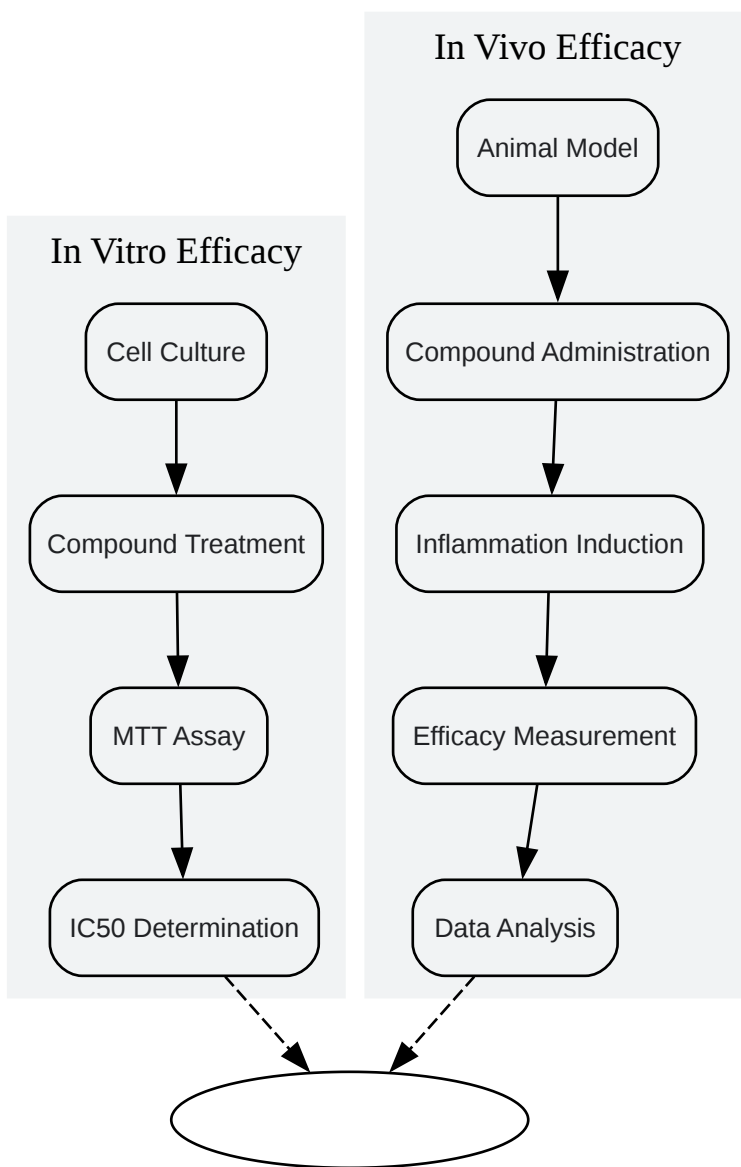 In Vitro Efficacy
Cell Culture
Compound Treatment
MTT Assay
IC50 Determination
In Vivo Efficacy
Animal Model
Compound Administration
Inflammation Induction
Efficacy Measurement
Data Analysis